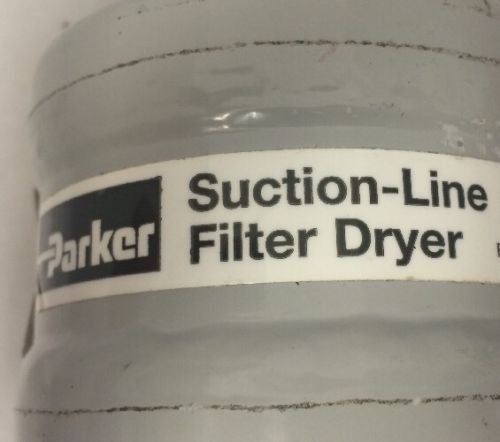 Parker
Suction-Line
Filter Dryer